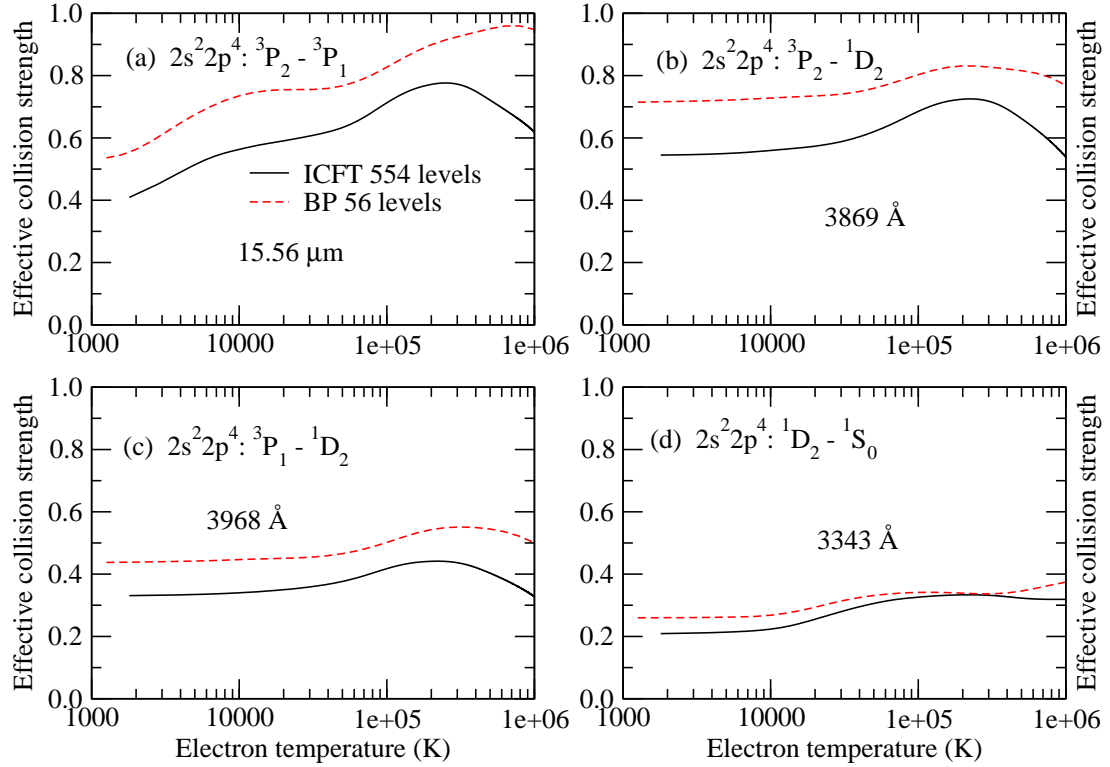 Effective collision strength
1.0
0.8
0.6
0.4
0.2
0.0
(a) 2s²2p⁴: ³P₂ - ³P₁
ICFT 554 levels
BP 56 levels
15.56 μm
1000
10000
1e+05
1e+06
1.0
0.8
0.6
0.4
0.2
0.0
(b) 2s²2p⁴: ³P₂ - ¹D₂
3869 Å
1000
10000
1e+05
1e+06
Effective collision strength
Effective collision strength
1.0
0.8
0.6
0.4
0.2
0.0
(c) 2s²2p⁴: ³P₁ - ¹D₂
3968 Å
1000
10000
1e+05
1e+06
Electron temperature (K)
1.0
0.8
0.6
0.4
0.2
0.0
(d) 2s²2p⁴: ¹D₂ - ¹S₀
3343 Å
1000
10000
1e+05
1e+06
Electron temperature (K)
Effective collision strength